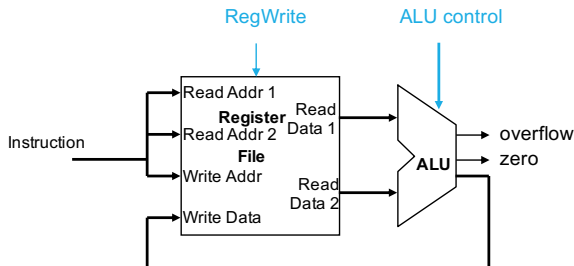 RegWrite
ALU control
Read Addr 1
Register
Read
Data 1
Instruction
Read Addr 2
File
overflow
zero
ALU
Write Addr
Read
Data 2
Write Data